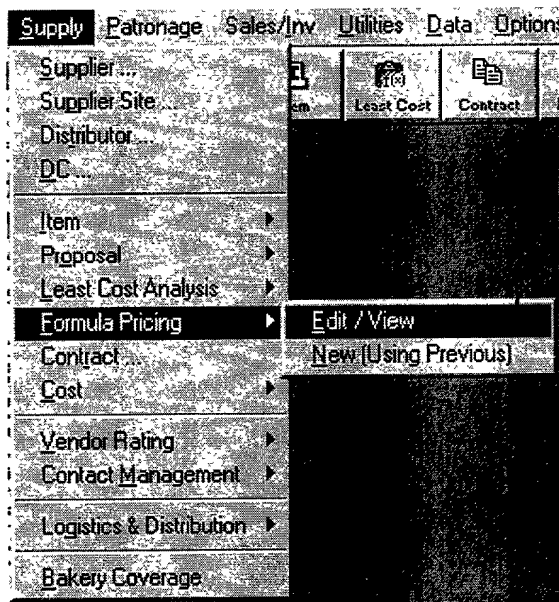 Supply Patronage Sales/Inv Utilities Data Options
Supplier ...
Supplier Site ...
Distributor ...
DC ...
Least Cost
Contract
Item
Proposal
Least Cost Analysis
Formula Pricing
Edit / View
New (Using Previous)
Contract ...
Cost
Vendor Rating
Contact Management
Logistics & Distribution
Bakery Coverage